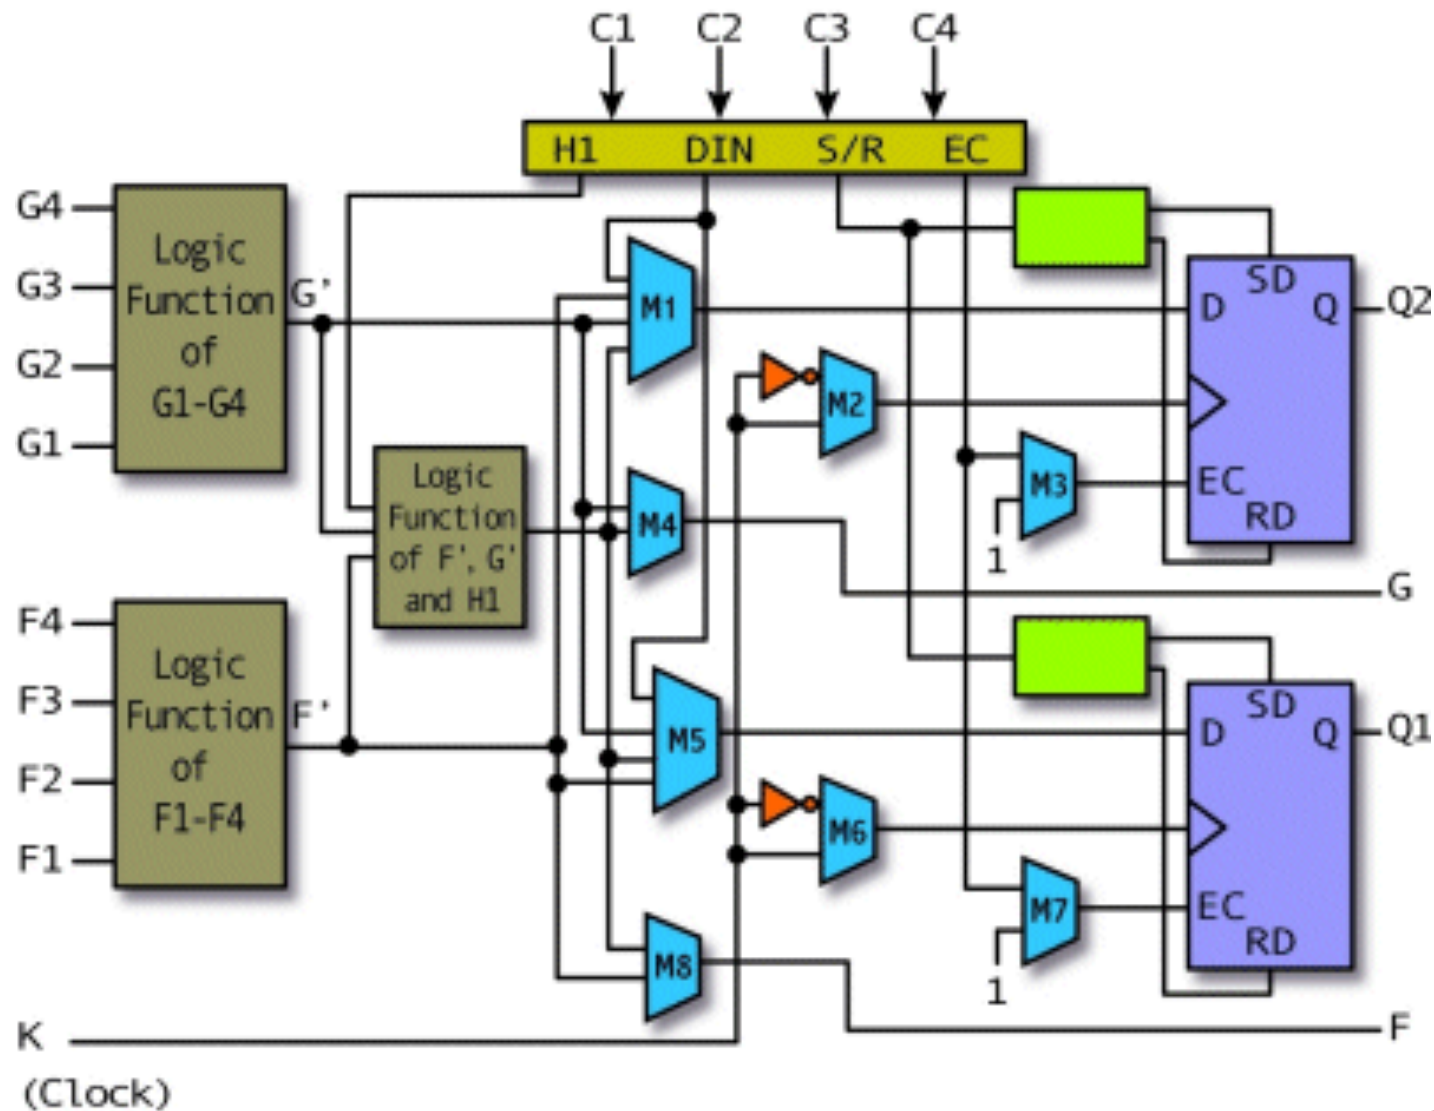 C1 C2 C3 C4
H1 DIN S/R EC
G4
G3
G2
G1
Logic
Function
of
G1-G4
G'
M1
SD
D Q
Q2
M2
M3
EC
RD
1
Logic
Function
of F', G'
and H1
M4
G
F4
F3
F2
F1
Logic
Function
of
F1-F4
F'
M5
SD
D Q
Q1
M6
M7
EC
RD
1
M8
F
K
(Clock)